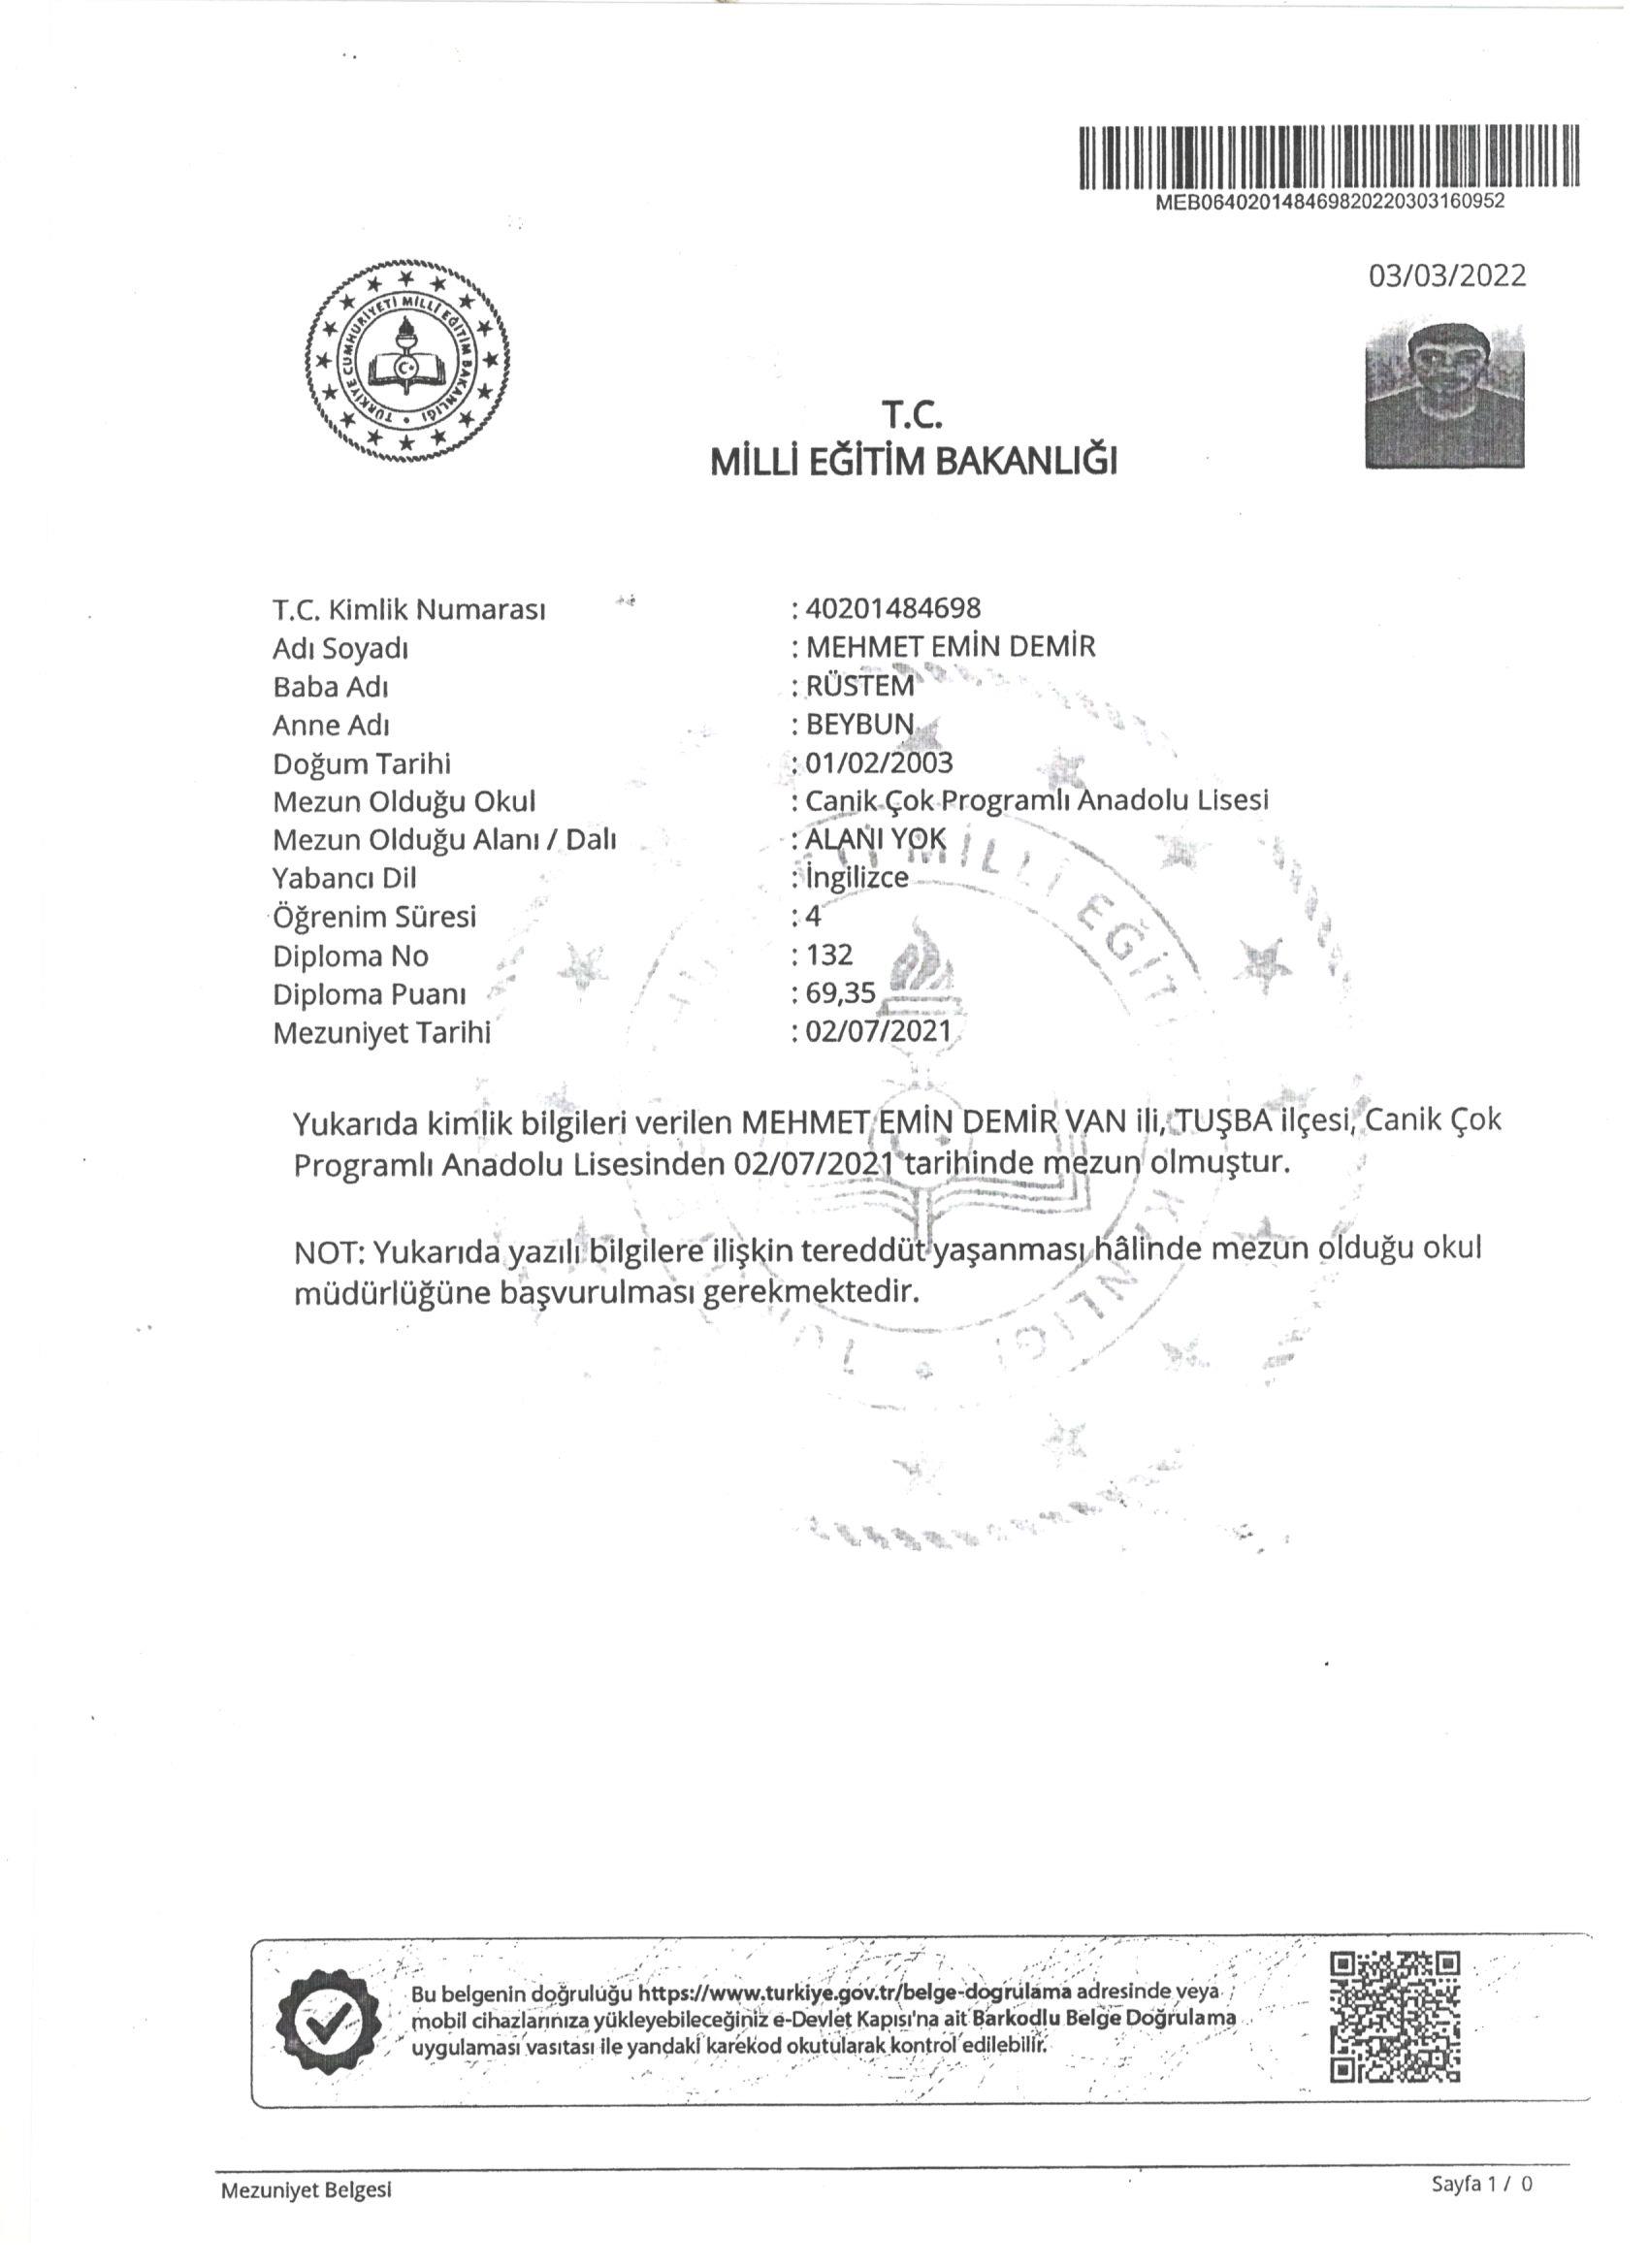 MEB064020148469820220303160952
03/03/2022
TÜRKİYE CUMHURİYETİ MİLLİ EĞİTİM BAKANLIĞI
T.C.
MİLLİ EĞİTİM BAKANLIĞI
T.C. Kimlik Numarası : 40201484698
Adı Soyadı : MEHMET EMİN DEMİR
Baba Adı : RÜSTEM
Anne Adı : BEYBUN
Doğum Tarihi : 01/02/2003
Mezun Olduğu Okul : Canik Çok Programlı Anadolu Lisesi
Mezun Olduğu Alanı / Dalı : ALANI YOK
Yabancı Dil : İngilizce
Öğrenim Süresi : 4
Diploma No : 132
Diploma Puanı : 69,35
Mezuniyet Tarihi : 02/07/2021
Yukarıda kimlik bilgileri verilen MEHMET EMİN DEMİR VAN ili, TUŞBA ilçesi, Canik Çok
Programlı Anadolu Lisesinden 02/07/2021 tarihinde mezun olmuştur.
NOT: Yukarıda yazılı bilgilere ilişkin tereddüt yaşanması hâlinde mezun olduğu okul
müdürlüğüne başvurulması gerekmektedir.
Bu belgenin doğruluğu https://www.turkiye.gov.tr/belge-dogrulama adresinde veya
mobil cihazlarınıza yükleyebileceğiniz e-Devlet Kapısı'na ait Barkodlu Belge Doğrulama
uygulaması vasıtası ile yandaki karekod okutularak kontrol edilebilir.
Mezuniyet Belgesi
Sayfa 1 / 0